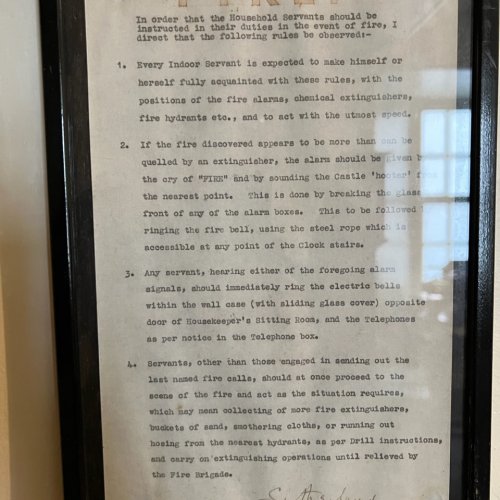 In order that the Household Servants should be
instructed in their duties in the event of fire, I
direct that the following rules be observed:-
1. Every Indoor Servant is expected to make himself or
herself fully acquainted with these rules, with the
positions of the fire alarms, chemical extinguishers,
fire hydrants etc., and to act with the utmost speed.
2. If the fire discovered appears to be more than can be
quelled by an extinguisher, the alarm should be given by
the cry of "FIRE" and by sounding the Castle 'hooter' from
the nearest point. This is done by breaking the glass
front of any of the alarm boxes. This to be followed
ringing the fire bell, using the steel rope which is
accessible at any point of the Clock stairs.
3. Any servant, hearing either of the foregoing alarm
signals, should immediately ring the electric bells
within the wall case (with sliding glass cover) opposite
door of Housekeeper's Sitting Room, and the Telephones
as per notice in the Telephone box.
4. Servants, other than those engaged in sending out the
last named fire calls, should at once proceed to the
scene of the fire and act as the situation requires,
which may mean collecting of more fire extinguishers,
buckets of sand, smothering cloths, or running out
hosing from the nearest hydrants, as per Drill instructions,
and carry on extinguishing operations until relieved by
the Fire Brigade.